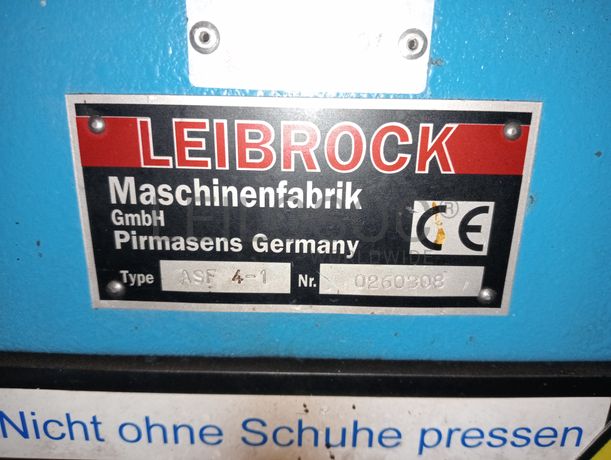 LEIBROCK
Maschinenfabrik
GmbH
Pirmasens Germany
CE
Type ASF 4-1 Nr. 0260308
Nicht ohne Schuhe pressen